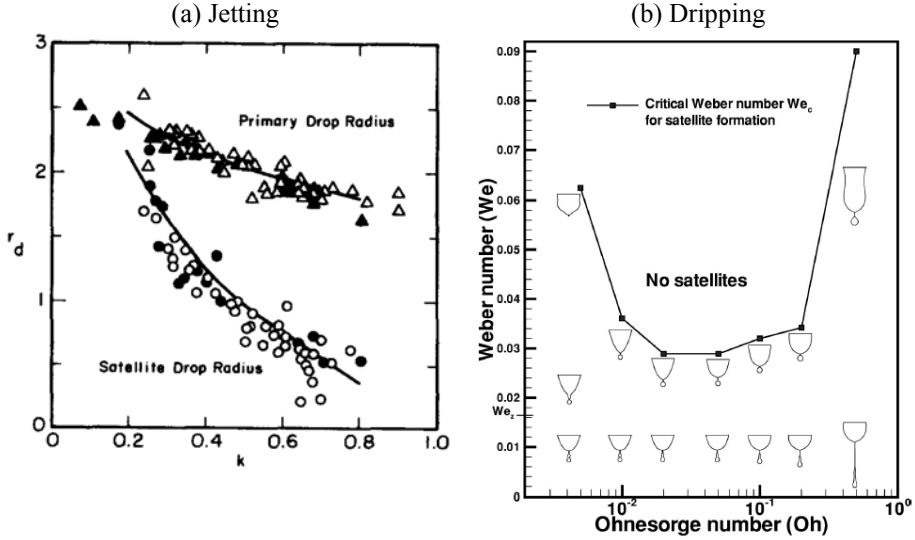 (a) Jetting
3
2
1
0
r_d
Primary Drop Radius
Satellite Drop Radius
0
0.2
0.4
0.6
0.8
1.0
k
(b) Dripping
0.09
0.08
0.07
0.06
0.05
0.04
0.03
0.02
We_z
0.01
0
Weber number (We)
Critical Weber number We_c
for satellite formation
No satellites
10^-2
10^-1
10^0
Ohnesorge number (Oh)